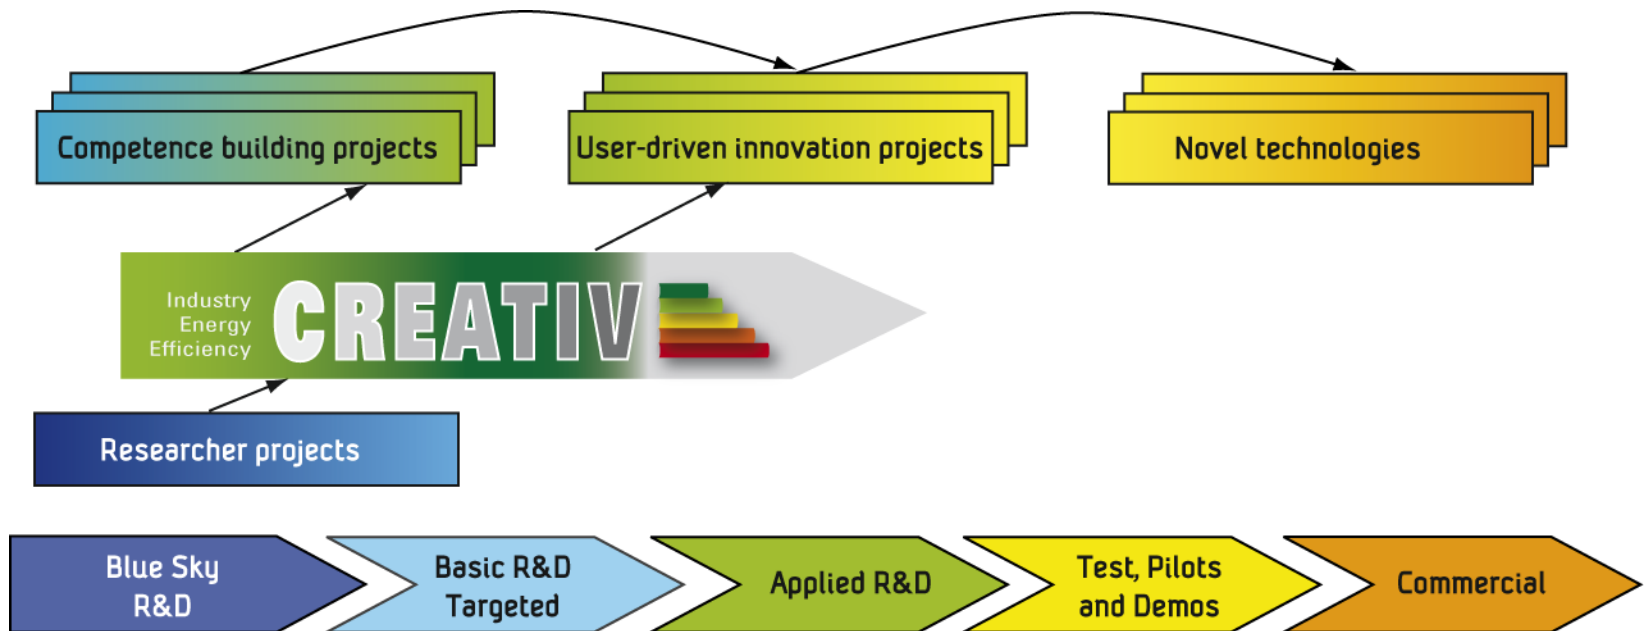 Competence building projects
User-driven innovation projects
Novel technologies
Industry
Energy
Efficiency
CREATIV
Researcher projects
Blue Sky
R&D
Basic R&D
Targeted
Applied R&D
Test, Pilots
and Demos
Commercial